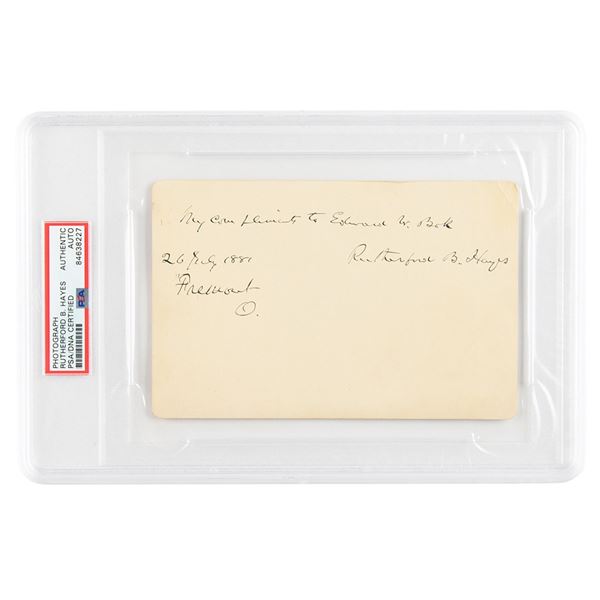 My compliments to Edward W. Bok
26 July 1881
Rutherford B. Hayes
Fremont
O.
PHOTOGRAPH
RUTHERFORD B. HAYES
PSA/DNA CERTIFIED
AUTHENTIC
AUTO
84638227
PSA